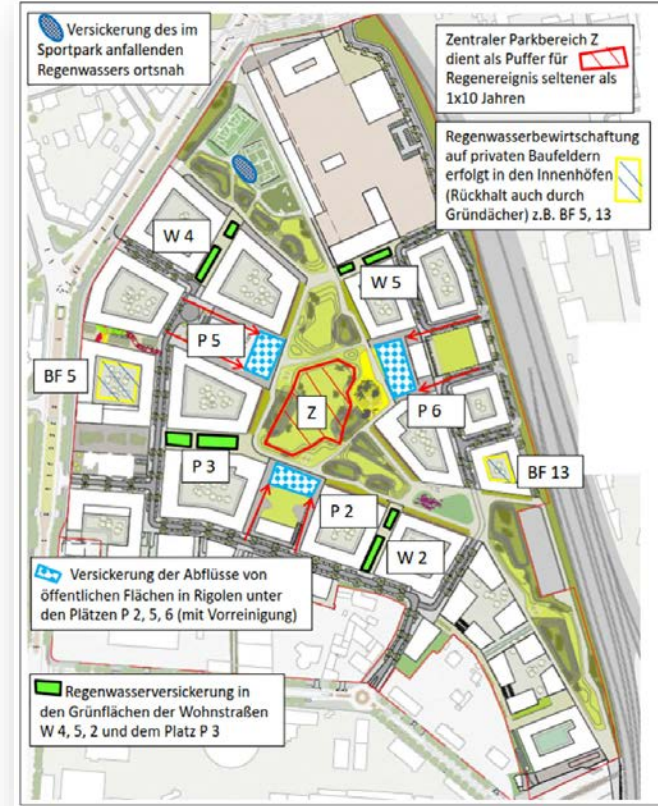 Versickerung des im
Sportpark anfallenden
Regenwassers ortsnah
Zentraler Parkbereich Z
dient als Puffer für
Regenereignis seltener als
1x10 Jahren
Regenwasserbewirtschaftung
auf privaten Baufeldern
erfolgt in den Innenhöfen
(Rückhalt auch durch
Gründächer) z.B. BF 5, 13
W 4
W 5
P 5
BF 5
Z
P 6
P 3
BF 13
P 2
W 2
Versickerung der Abflüsse von
öffentlichen Flächen in Rigolen unter
den Plätzen P 2, 5, 6 (mit Vorreinigung)
Regenwasserversickerung in
den Grünflächen der Wohnstraßen
W 4, 5, 2 und dem Platz P 3